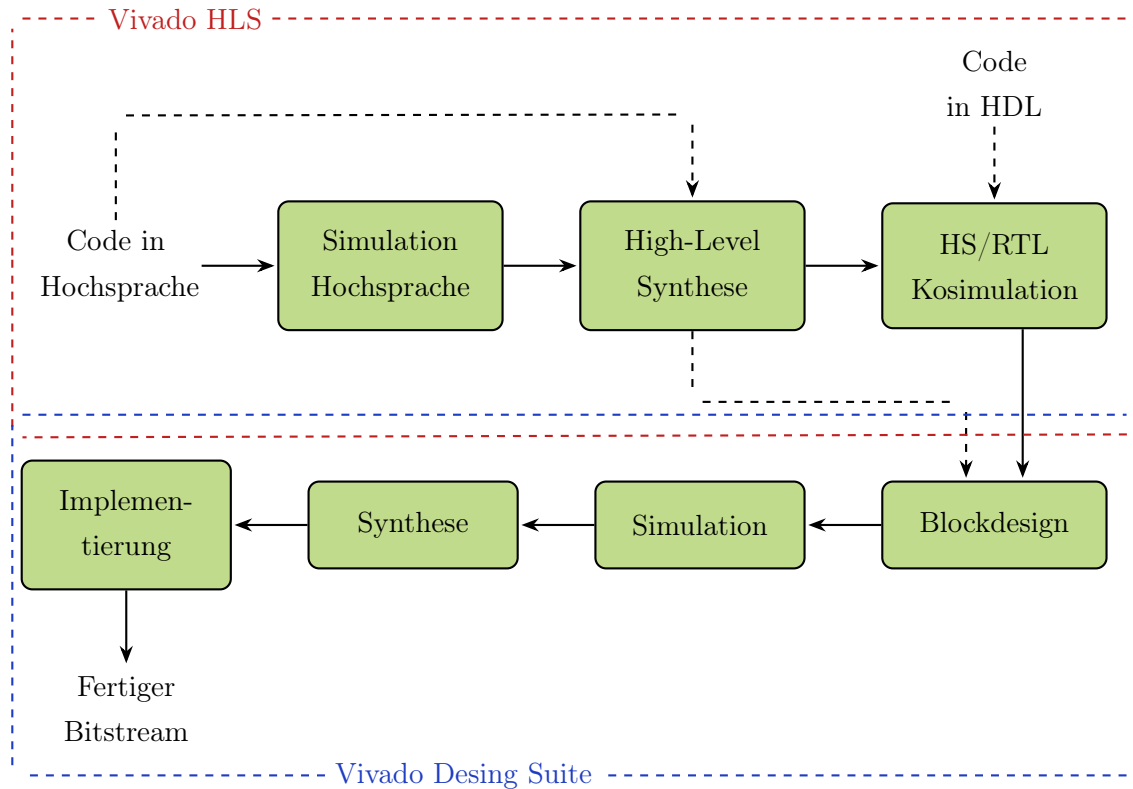 Vivado HLS
Code
in HDL
Code in
Hochsprache
Simulation
Hochsprache
High-Level
Synthese
HS/RTL
Kosimulation
Implemen-
tierung
Synthese
Simulation
Blockdesign
Fertiger
Bitstream
Vivado Desing Suite